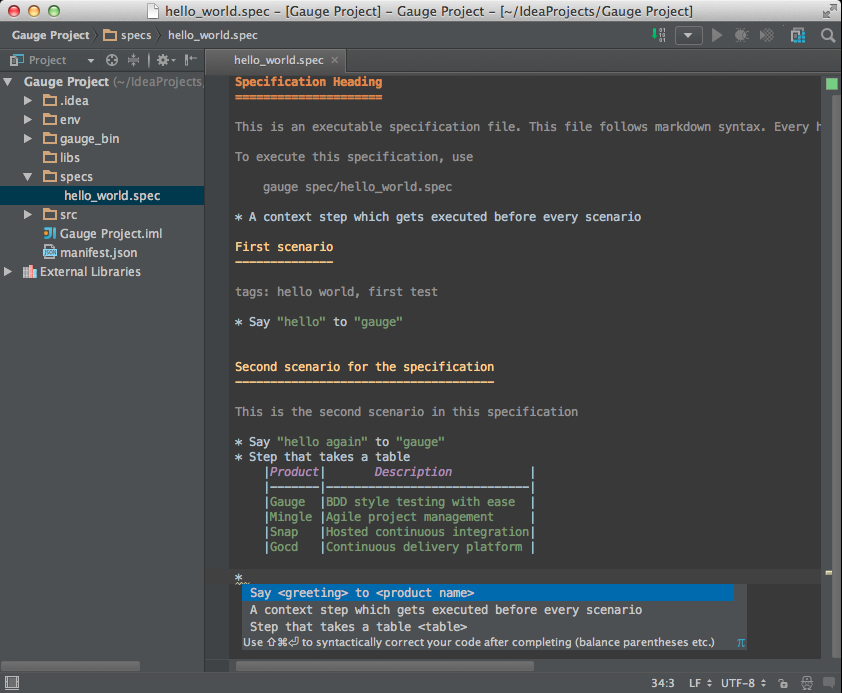 hello_world.spec – [Gauge Project] – Gauge Project – [~/IdeaProjects/Gauge Project]
Gauge Project specs hello_world.spec
Project
hello_world.spec
Gauge Project (~/IdeaProjects
.idea
env
gauge_bin
libs
specs
hello_world.spec
src
Gauge Project.iml
manifest.json
External Libraries
Specification Heading
=====================
This is an executable specification file. This file follows markdown syntax. Every h
To execute this specification, use
gauge spec/hello_world.spec
* A context step which gets executed before every scenario
First scenario
--------------
tags: hello world, first test
* Say "hello" to "gauge"
Second scenario for the specification
-------------------------------------
This is the second scenario in this specification
* Say "hello again" to "gauge"
* Step that takes a table
|Product| Description |
|-------|-----------------------------|
|Gauge |BDD style testing with ease |
|Mingle |Agile project management |
|Snap |Hosted continuous integration|
|Gocd |Continuous delivery platform |
*
Say <greeting> to <product name>
A context step which gets executed before every scenario
Step that takes a table <table>
Use ⇧⌘⏎ to syntactically correct your code after completing (balance parentheses etc.) π
34:3 LF UTF-8